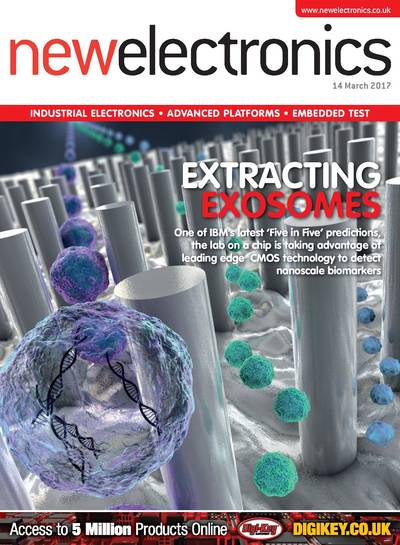 www.newelectronics.co.uk
newelectronics
14 March 2017
INDUSTRIAL ELECTRONICS • ADVANCED PLATFORMS • EMBEDDED TEST
EXTRACTING
EXOSOMES
One of IBM's latest 'Five in Five' predictions,
the lab on a chip is taking advantage of
leading edge CMOS technology to detect
nanoscale biomarkers
Access to 5 Million Products Online Digi-Key DIGIKEY.CO.UK